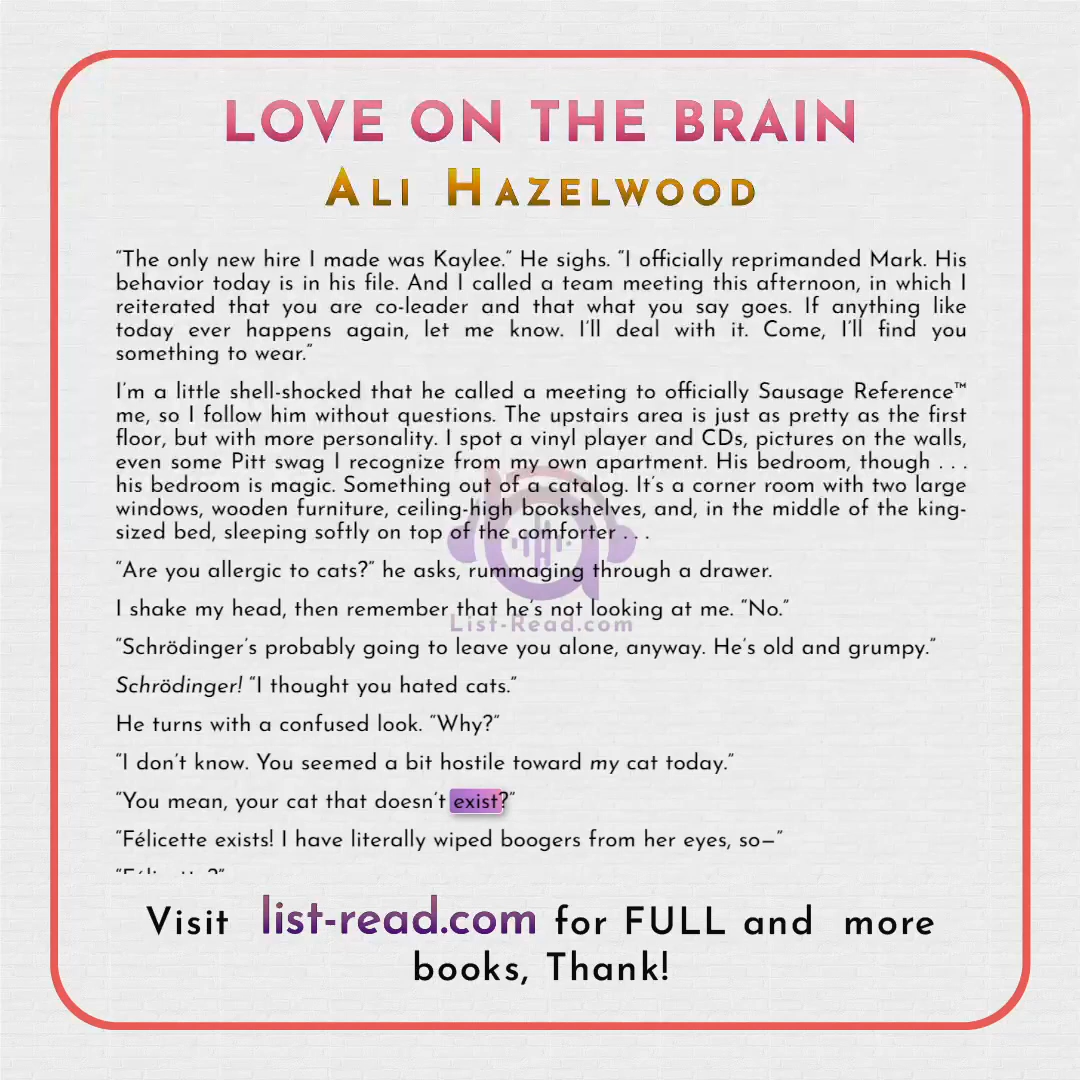 LOVE ON THE BRAIN
ALI HAZELWOOD
“The only new hire I made was Kaylee.” He sighs. “I officially reprimanded Mark. His
behavior today is in his file. And I called a team meeting this afternoon, in which I
reiterated that you are co-leader and that what you say goes. If anything like
today ever happens again, let me know. I’ll deal with it. Come, I’ll find you
something to wear.”
I’m a little shell-shocked that he called a meeting to officially Sausage Reference™
me, so I follow him without questions. The upstairs area is just as pretty as the first
floor, but with more personality. I spot a vinyl player and CDs, pictures on the walls,
even some Pitt swag I recognize from my own apartment. His bedroom, though . . .
his bedroom is magic. Something out of a catalog. It’s a corner room with two large
windows, wooden furniture, ceiling-high bookshelves, and, in the middle of the king-
sized bed, sleeping softly on top of the comforter . . .
“Are you allergic to cats?” he asks, rummaging through a drawer.
I shake my head, then remember that he’s not looking at me. “No.”
List-Read.com
“Schrödinger’s probably going to leave you alone, anyway. He’s old and grumpy.”
Schrödinger! “I thought you hated cats.”
He turns with a confused look. “Why?”
“I don’t know. You seemed a bit hostile toward my cat today.”
“You mean, your cat that doesn’t exist?”
“Félicette exists! I have literally wiped boogers from her eyes, so—”
Visit list-read.com for FULL and more
books, Thank!